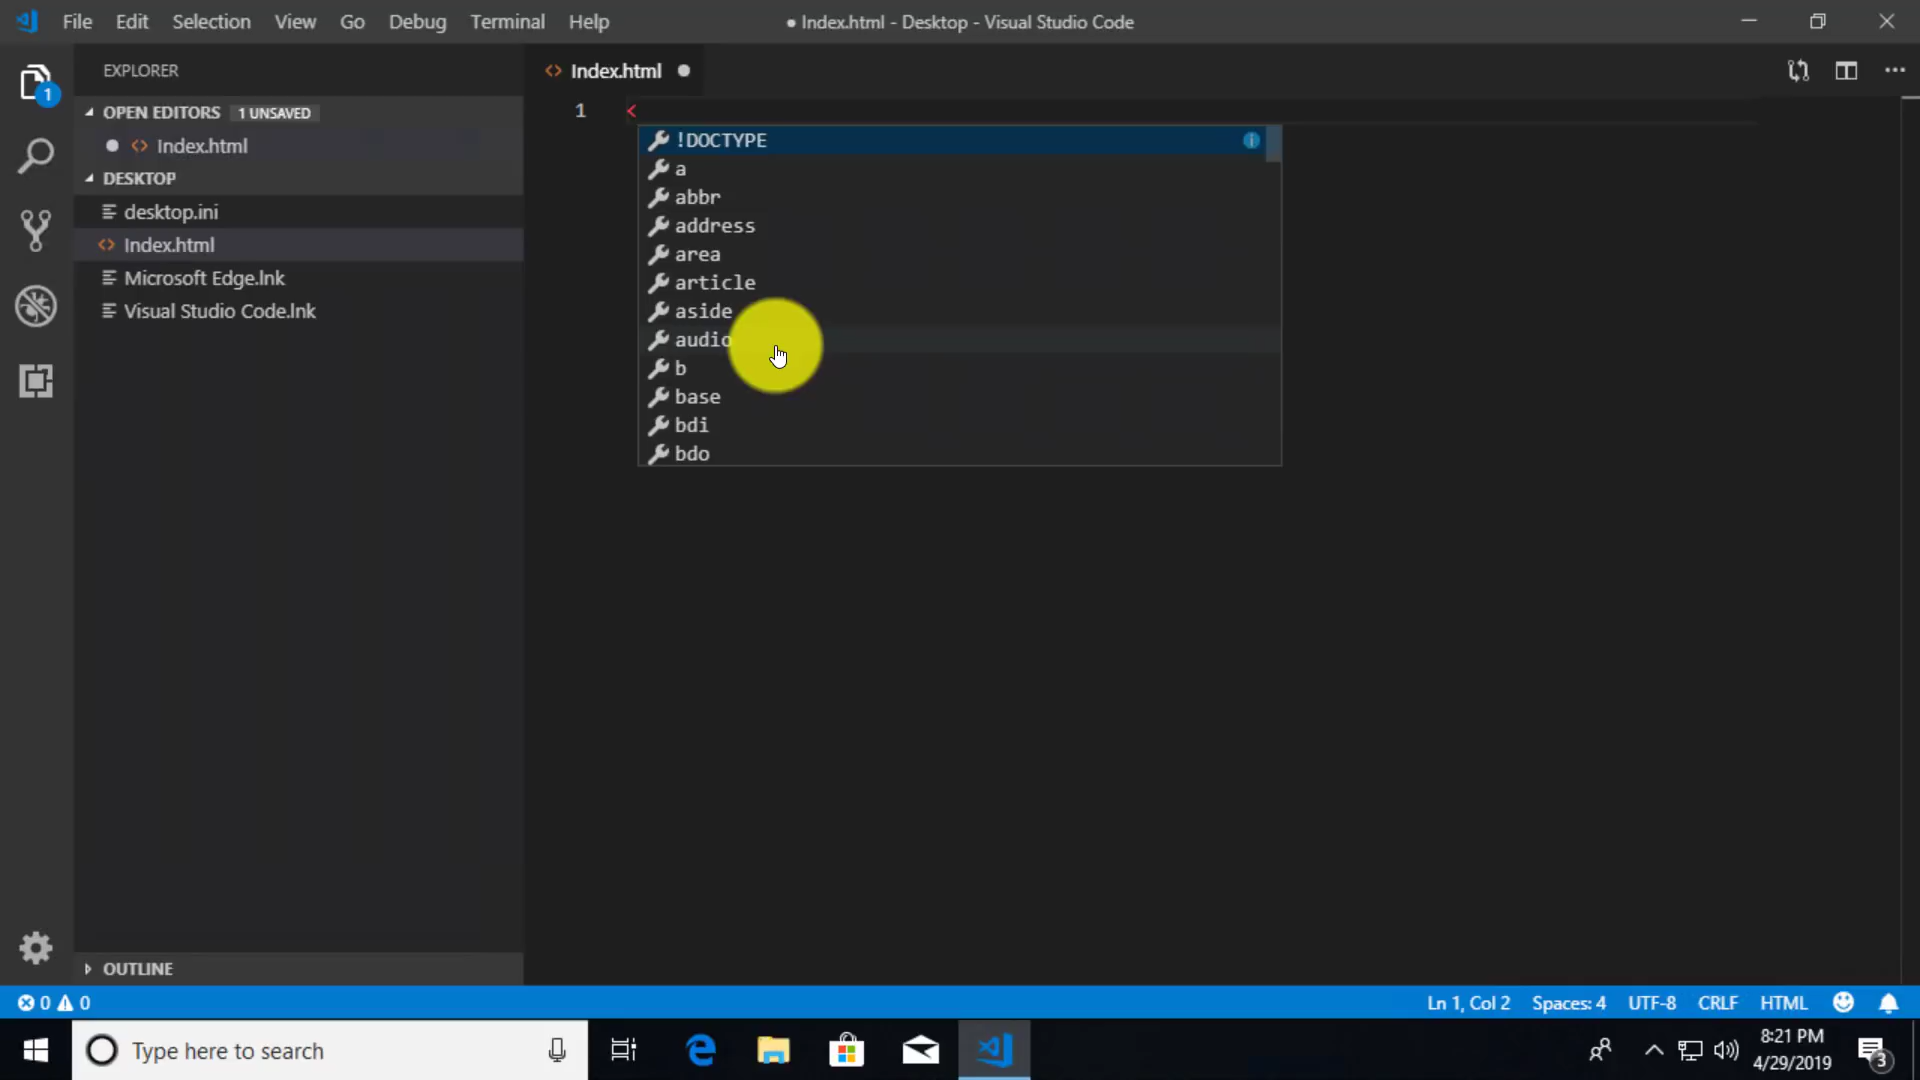 File Edit Selection View Go Debug Terminal Help
● Index.html - Desktop - Visual Studio Code
EXPLORER
1
OPEN EDITORS 1 UNSAVED
Index.html
DESKTOP
desktop.ini
Index.html
Microsoft Edge.lnk
Visual Studio Code.lnk
OUTLINE
Index.html
1 <
!DOCTYPE
a
abbr
address
area
article
aside
audio
b
base
bdi
bdo
0 0
Ln 1, Col 2 Spaces: 4 UTF-8 CRLF HTML
Type here to search
8:21 PM
4/29/2019
3